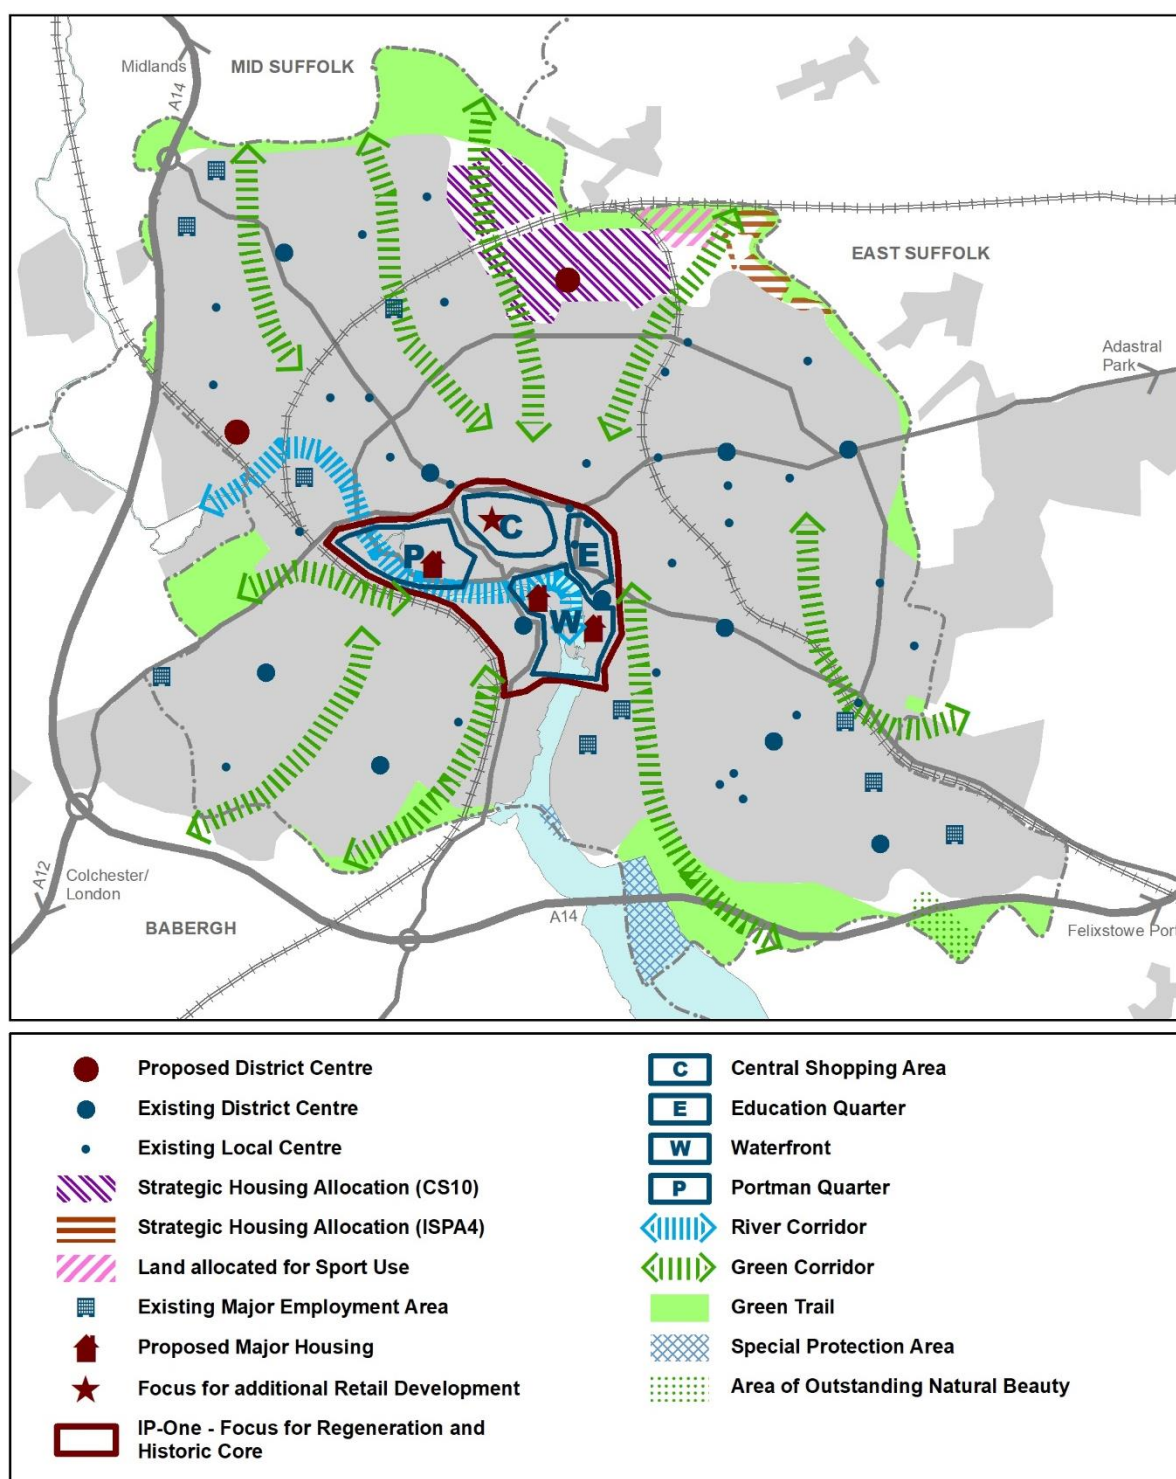 Midlands
MID SUFFOLK
A14
EAST SUFFOLK
Adastral
Park
C
P
E
W
A12
Colchester/
London
BABERGH
A14
Felixstowe Port
Proposed District Centre
Existing District Centre
Existing Local Centre
Strategic Housing Allocation (CS10)
Strategic Housing Allocation (ISPA4)
Land allocated for Sport Use
Existing Major Employment Area
Proposed Major Housing
Focus for additional Retail Development
IP-One - Focus for Regeneration and
Historic Core
C Central Shopping Area
E Education Quarter
W Waterfront
P Portman Quarter
River Corridor
Green Corridor
Green Trail
Special Protection Area
Area of Outstanding Natural Beauty